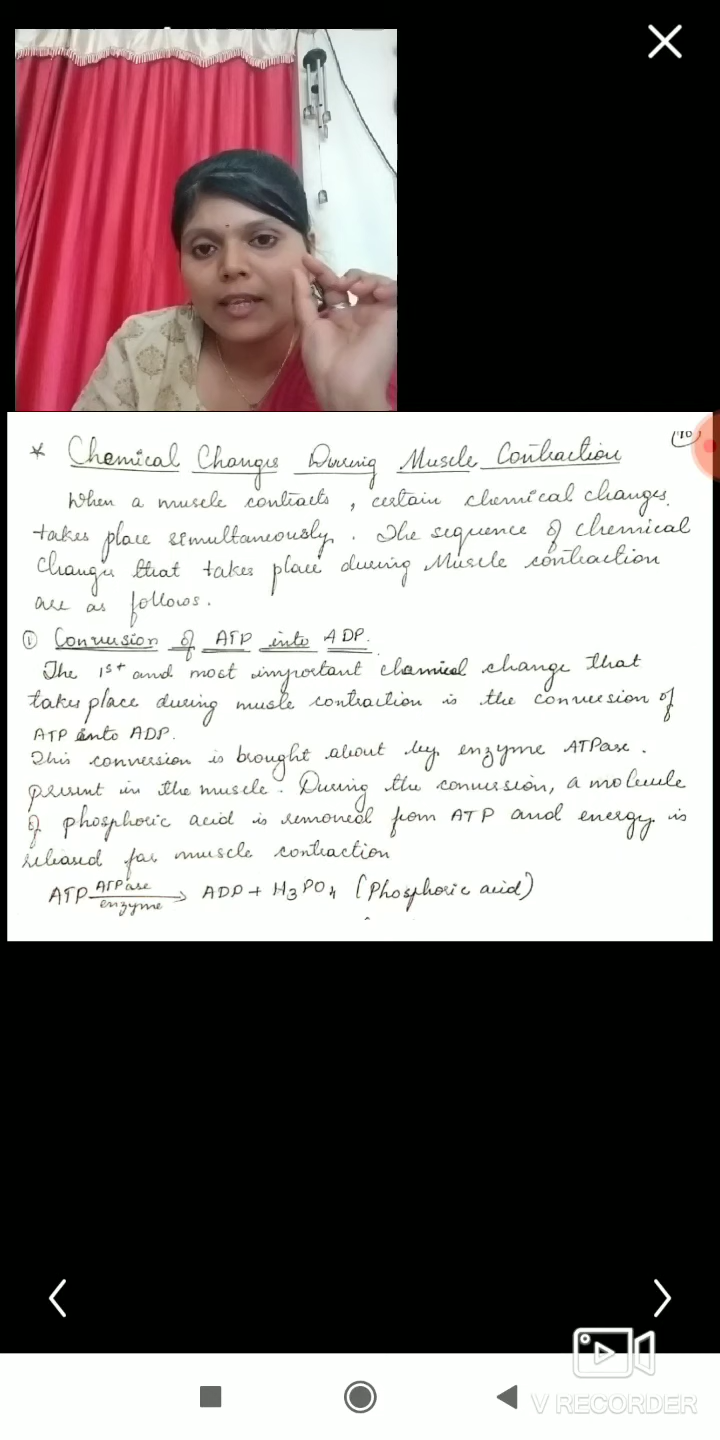 (10)
* Chemical Changes During Muscle Contraction
When a muscle contracts, certain chemical changes.
takes place simultaneously. The sequence of chemical
changes that takes place during Muscle contraction
are as follows.
① Conversion of ATP into ADP.
The 1st and most important chemical change that
takes place during muscle contraction is the conversion of
ATP into ADP.
This conversion is brought about by enzyme ATPase.
present in the muscle. During the conversion, a molecule
of phosphoric acid is removed from ATP and energy is
released for muscle contraction
ATP ATPase enzyme → ADP + H3PO4 (Phosphoric acid)
V RECORDER